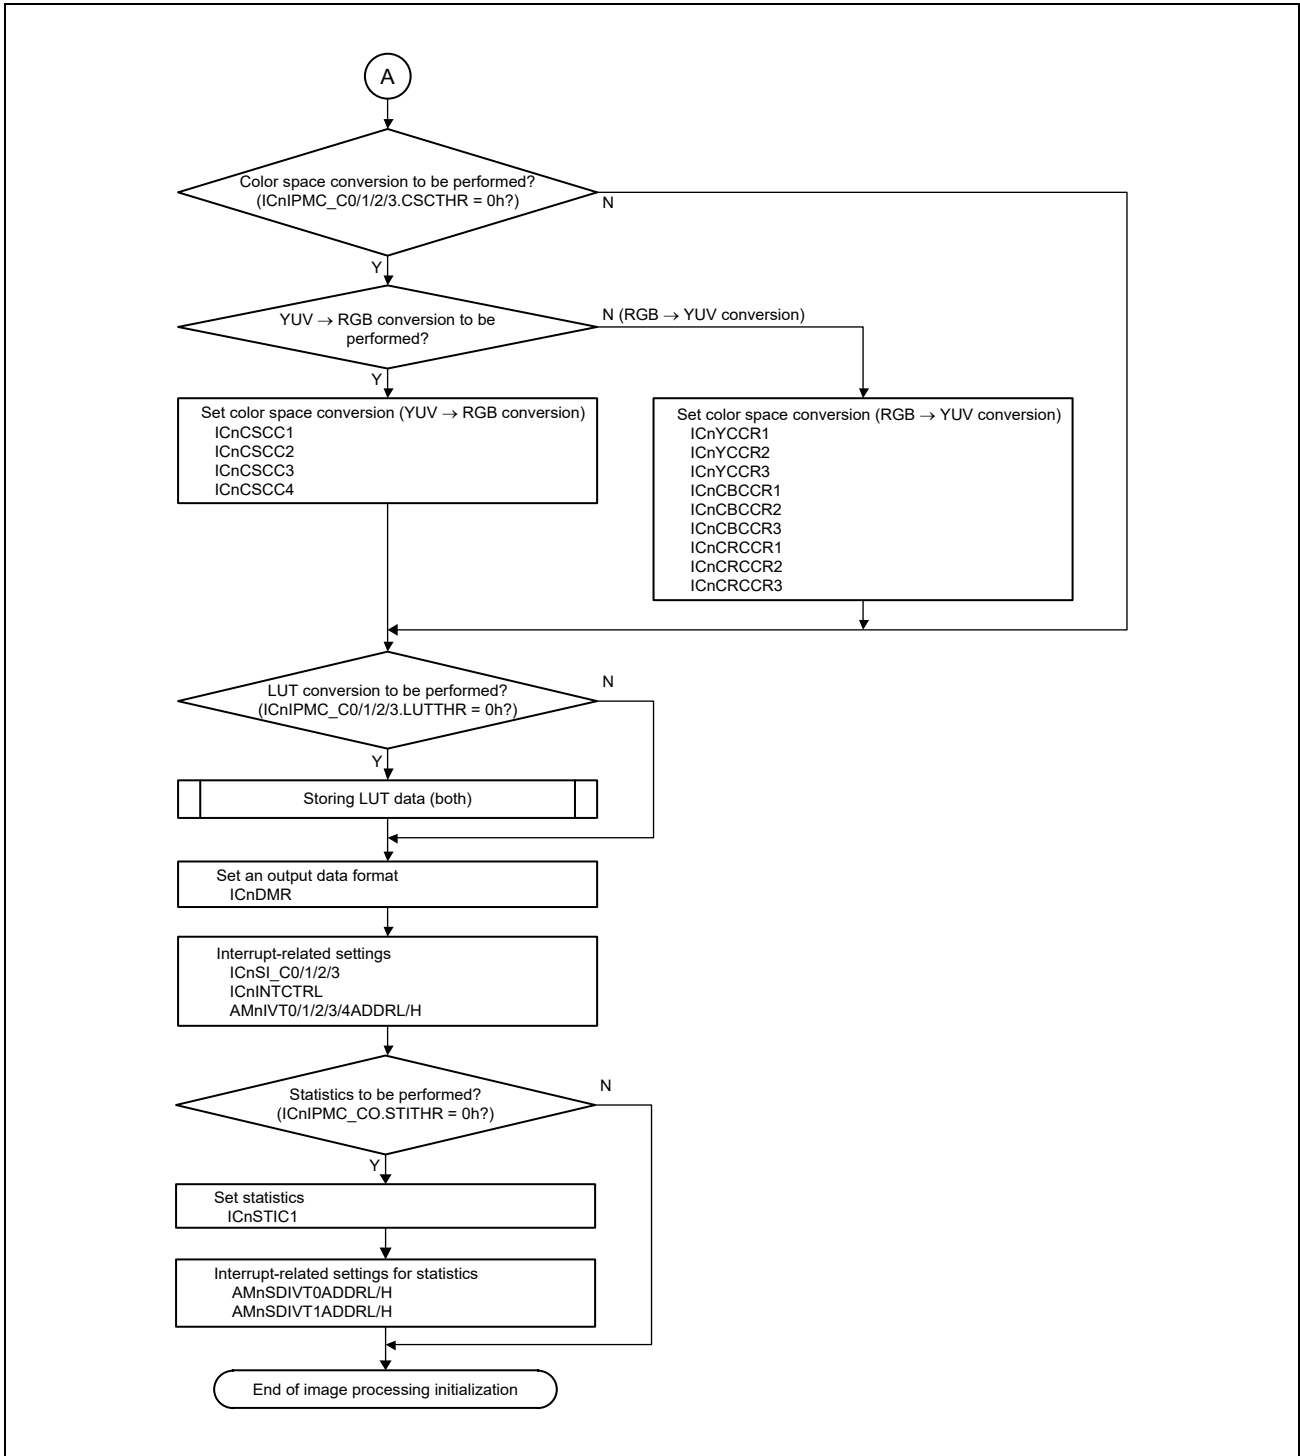 A
Color space conversion to be performed?
(ICnIPMC_C0/1/2/3.CSCTHR = 0h?)
N
Y
YUV → RGB conversion to be
performed?
N (RGB → YUV conversion)
Y
Set color space conversion (YUV → RGB conversion)
ICnCSCC1
ICnCSCC2
ICnCSCC3
ICnCSCC4
Set color space conversion (RGB → YUV conversion)
ICnYCCR1
ICnYCCR2
ICnYCCR3
ICnCBCCR1
ICnCBCCR2
ICnCBCCR3
ICnCRCCR1
ICnCRCCR2
ICnCRCCR3
LUT conversion to be performed?
(ICnIPMC_C0/1/2/3.LUTTHR = 0h?)
N
Y
Storing LUT data (both)
Set an output data format
ICnDMR
Interrupt-related settings
ICnSI_C0/1/2/3
ICnINTCTRL
AMnIVT0/1/2/3/4ADDRL/H
Statistics to be performed?
(ICnIPMC_CO.STITHR = 0h?)
N
Y
Set statistics
ICnSTIC1
Interrupt-related settings for statistics
AMnSDIVT0ADDRL/H
AMnSDIVT1ADDRL/H
End of image processing initialization